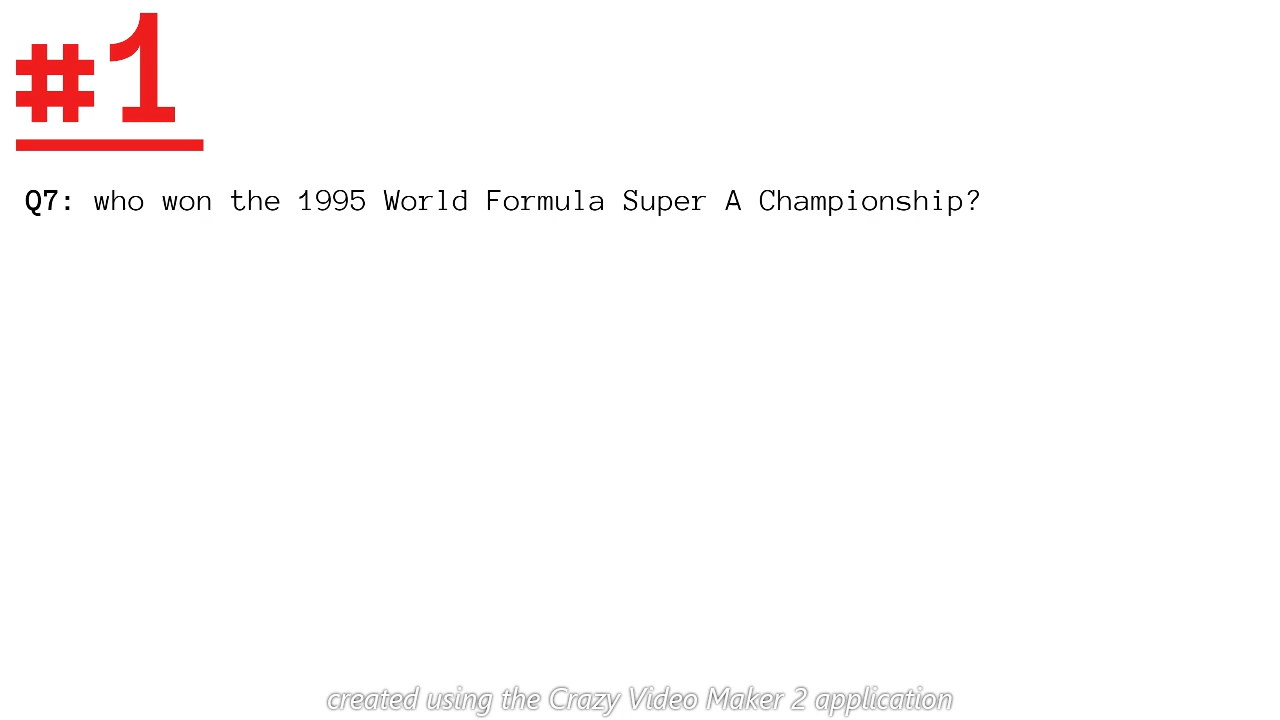 #1
Q7: who won the 1995 World Formula Super A Championship?
created using the Crazy Video Maker 2 application